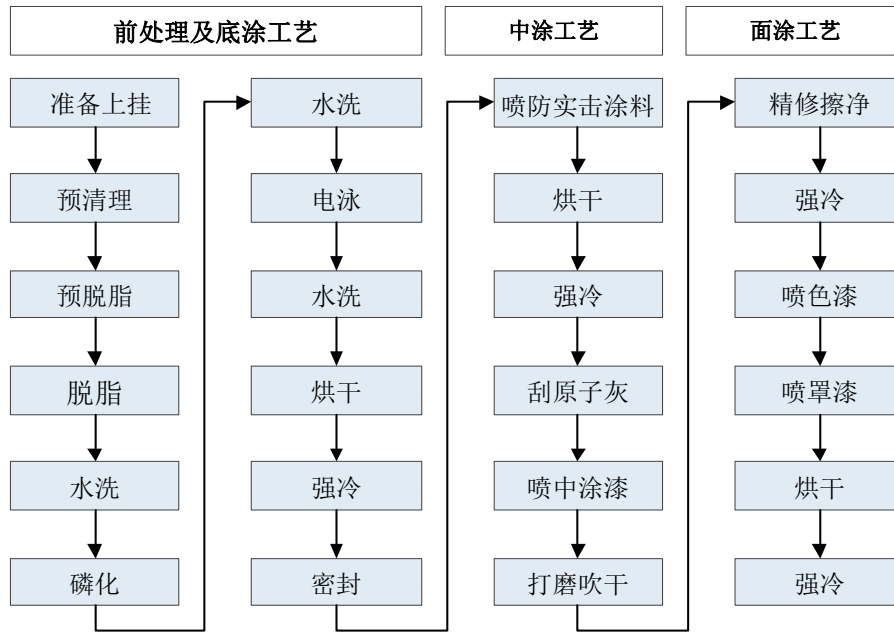 前处理及底涂工艺
中涂工艺
面涂工艺
准备上挂
预清理
预脱脂
脱脂
水洗
磷化
水洗
电泳
水洗
烘干
强冷
密封
喷防实击涂料
烘干
强冷
刮原子灰
喷中涂漆
打磨吹干
精修擦净
强冷
喷色漆
喷罩漆
烘干
强冷